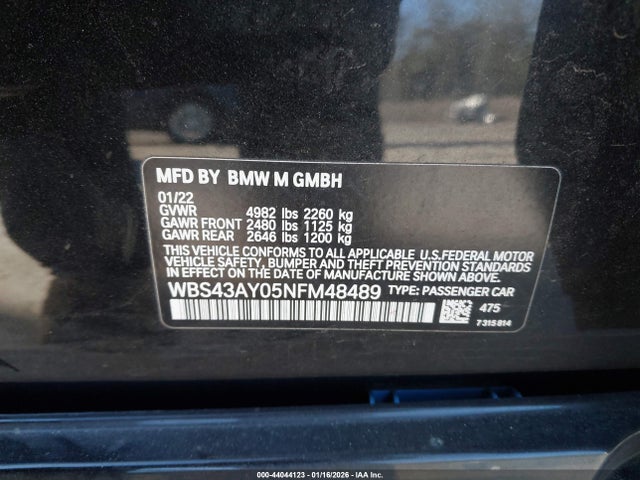 MFD BY BMW M GMBH
01/22
GVWR 4982 lbs 2260 kg
GAWR FRONT 2480 lbs 1125 kg
GAWR REAR 2646 lbs 1200 kg
THIS VEHICLE CONFORMS TO ALL APPLICABLE U.S.FEDERAL MOTOR
VEHICLE SAFETY, BUMPER AND THEFT PREVENTION STANDARDS
IN EFFECT ON THE DATE OF MANUFACTURE SHOWN ABOVE.
WBS43AY05NFM48489 TYPE: PASSENGER CAR
475
7315814
000-44044123 - 01/16/2026 - IAA Inc.